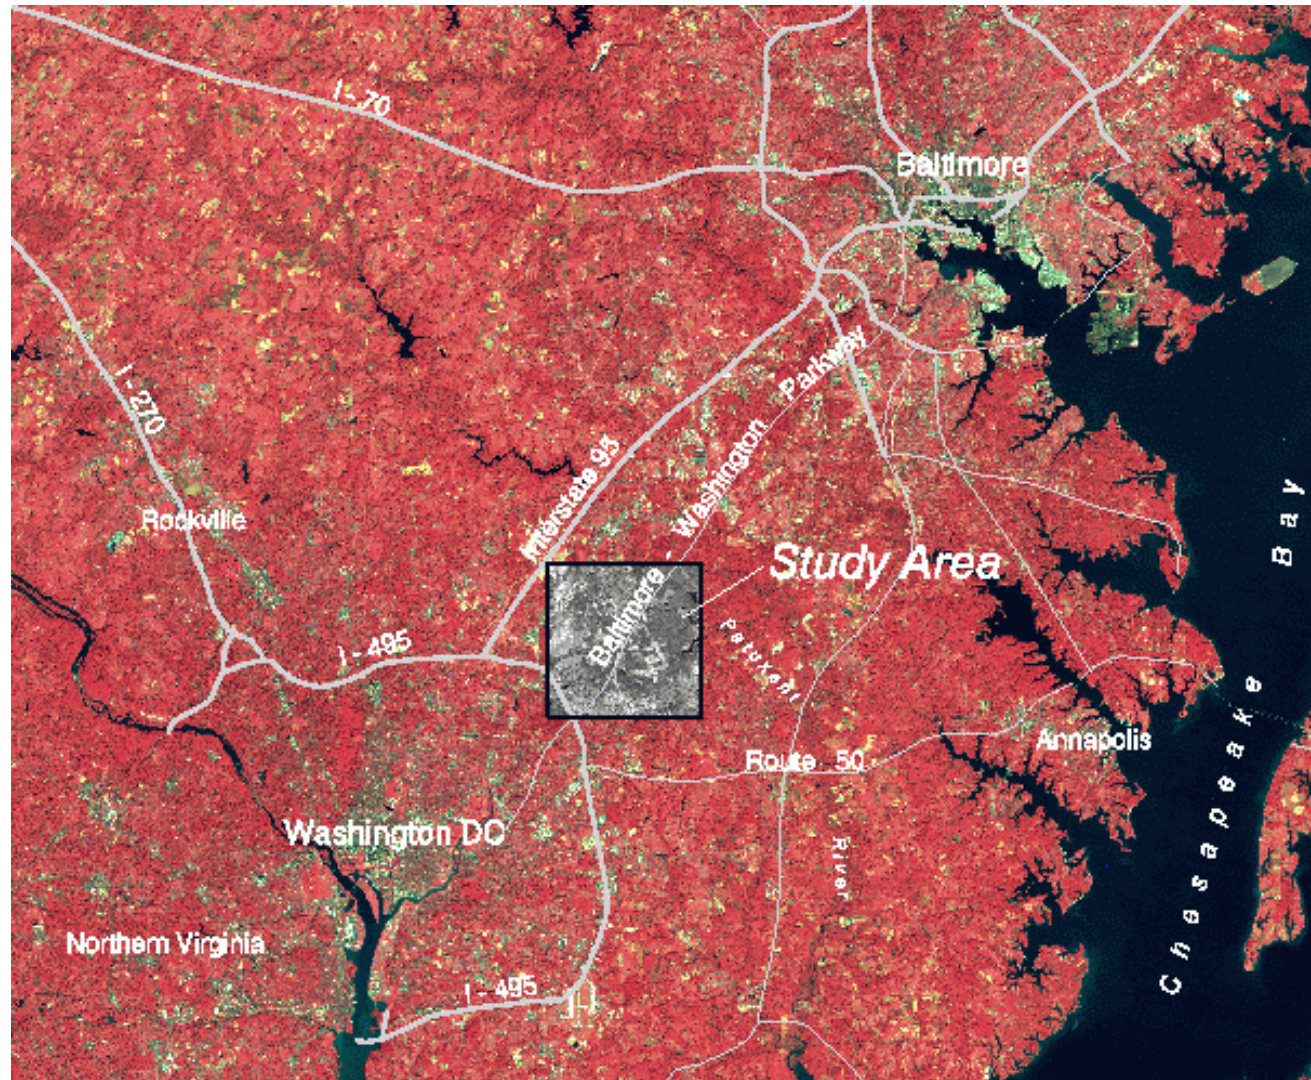 I - 70
Baltimore
I - 270
Interstate 95
Baltimore - Washington Parkway
Rockville
Study Area
Bay
I - 495
Patuxent
Annapolis
Route 50
Chesapeake
Washington DC
River
Northern Virginia
I - 495